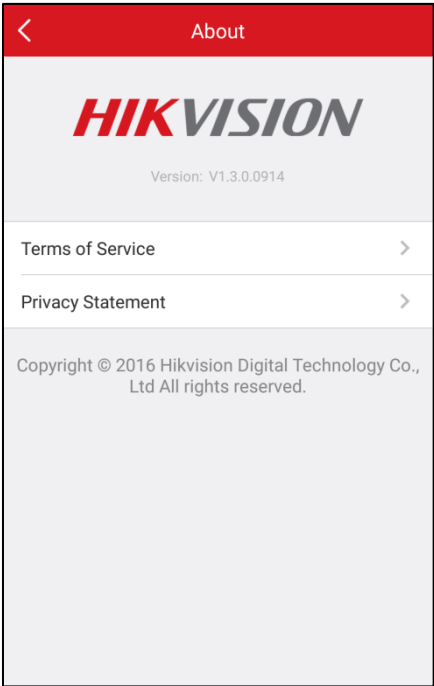 About
HIKVISION
Version: V1.3.0.0914
Terms of Service
Privacy Statement
Copyright © 2016 Hikvision Digital Technology Co.,
Ltd All rights reserved.